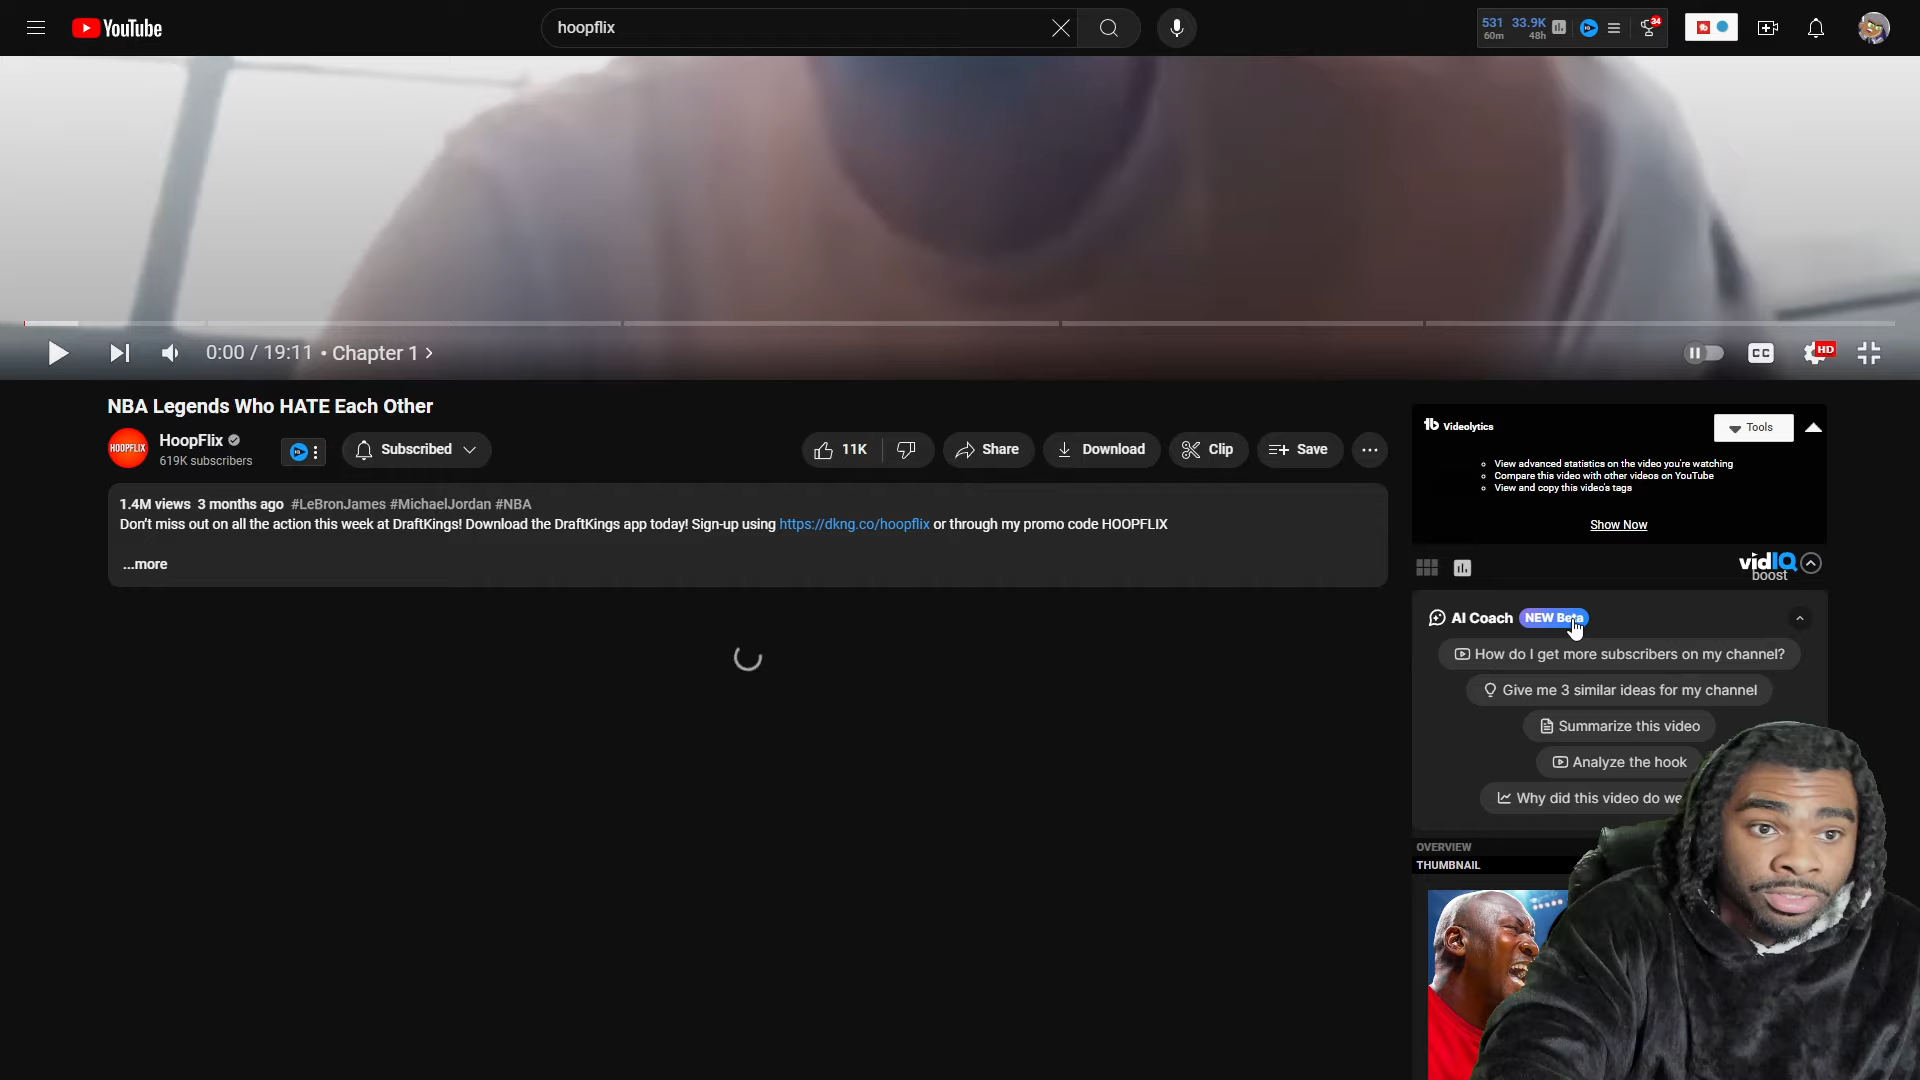 YouTube
hoopflix
531 33.9K
60m 48h
34
0:00 / 19:11 • Chapter 1
CC
HD
NBA Legends Who HATE Each Other
HOOPFLIX
HoopFlix
619K subscribers
Subscribed
11K
Share
Download
Clip
Save
1.4M views 3 months ago #LeBronJames #MichaelJordan #NBA
Don't miss out on all the action this week at DraftKings! Download the DraftKings app today! Sign-up using https://dkng.co/hoopflix or through my promo code HOOPFLIX
...more
tb Videolytics
Tools
View advanced statistics on the video you're watching
Compare this video with other videos on YouTube
View and copy this video's tags
Show Now
vidIQ
boost
AI Coach NEW Beta
How do I get more subscribers on my channel?
Give me 3 similar ideas for my channel
Summarize this video
Analyze the hook
Why did this video do we
OVERVIEW
THUMBNAIL